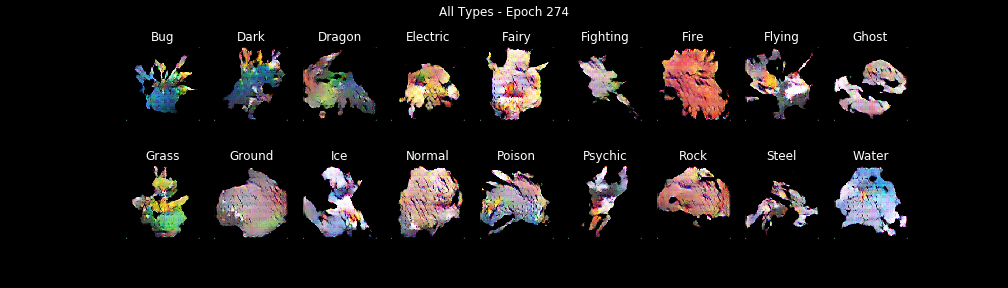 All Types - Epoch 274
Bug Dark Dragon Electric Fairy Fighting Fire Flying Ghost
Grass Ground Ice Normal Poison Psychic Rock Steel Water